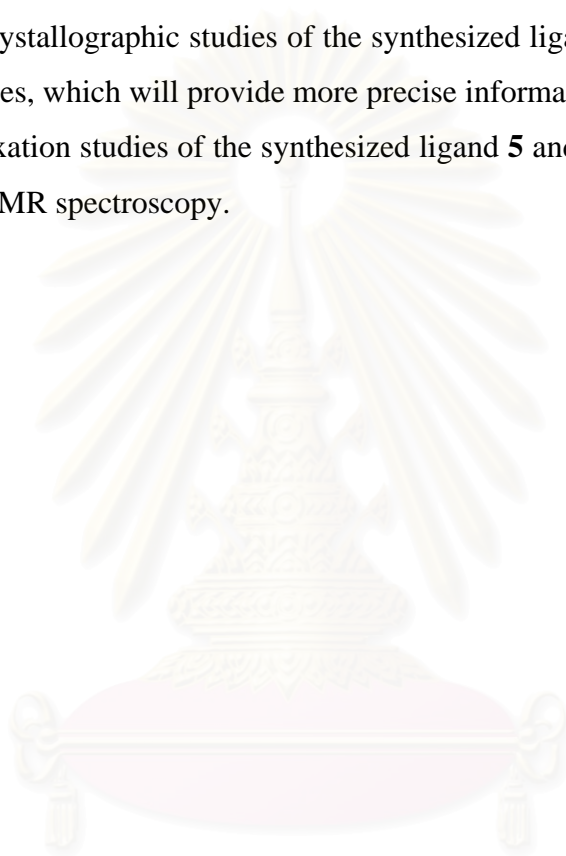 ystallographic studies of the synthesized liga
es, which will provide more precise informa
xation studies of the synthesized ligand 5 and
MR spectroscopy.